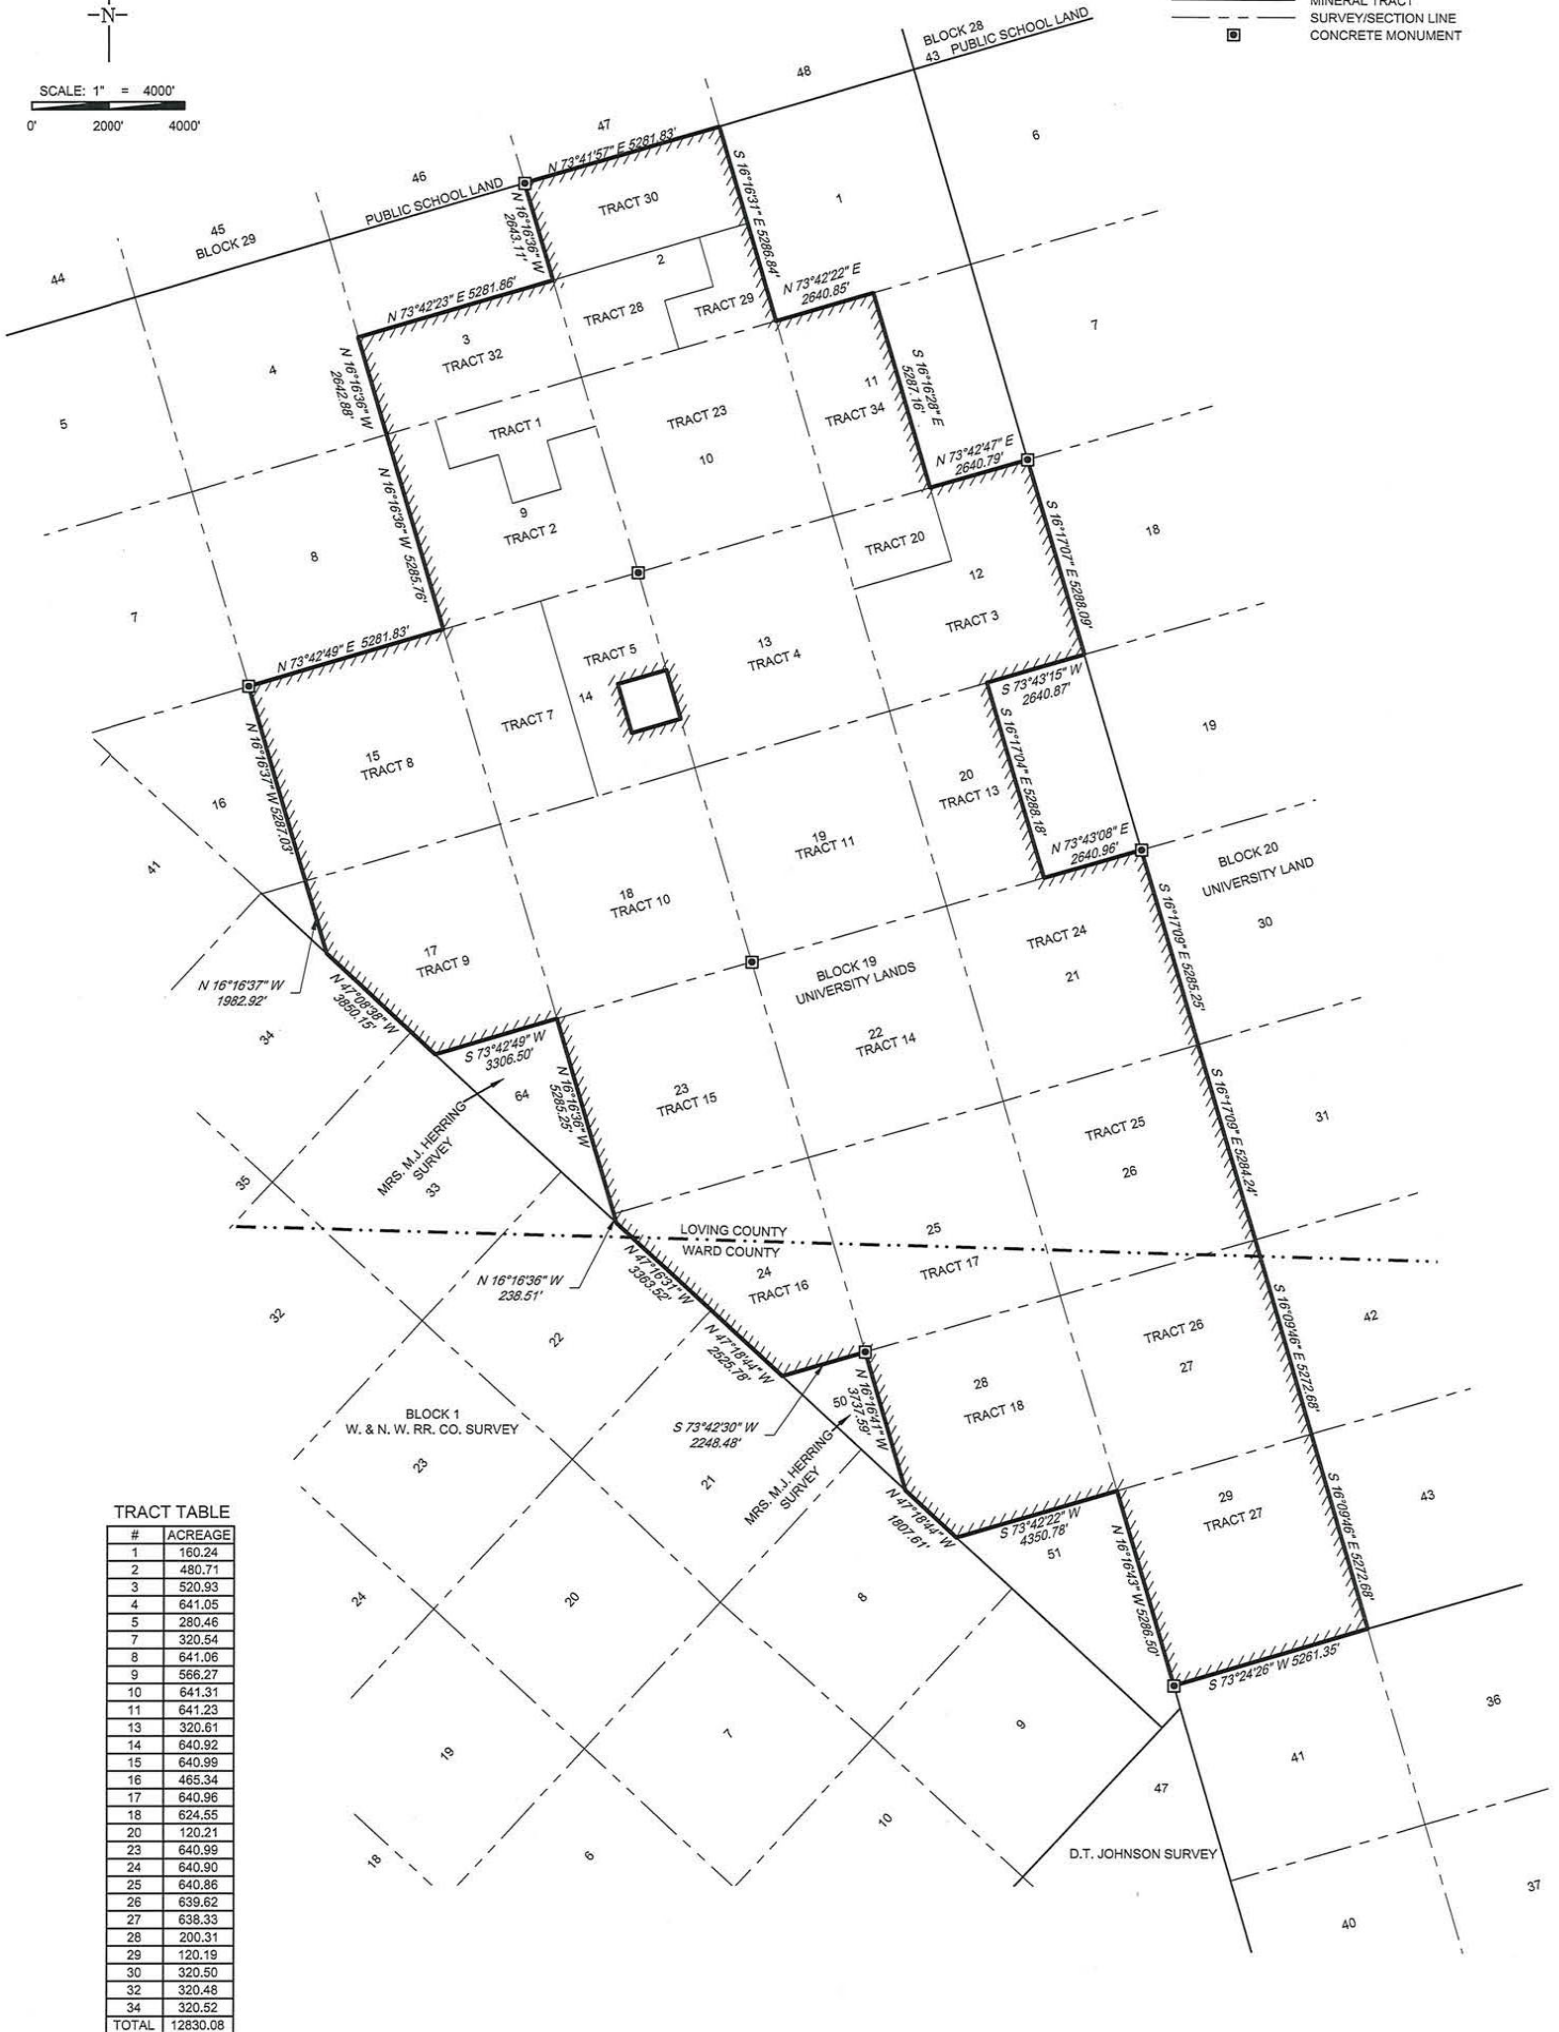 N
SCALE: 1" = 4000'
0' 2000' 4000'
MINERAL TRACT
SURVEY/SECTION LINE
CONCRETE MONUMENT
BLOCK 28
43 PUBLIC SCHOOL LAND
48
47
46
45
BLOCK 29
PUBLIC SCHOOL LAND
44
N 73°41'57" E 5281.83'
TRACT 30
S 16°16'31" E 5286.84'
1
6
N 16°16'36" W
2643.11'
2
N 73°42'23" E 5281.86'
TRACT 28
TRACT 29
N 73°42'22" E
2640.85'
7
3
TRACT 32
4
5
N 16°16'36" W
2642.88'
11
TRACT 34
S 16°16'28" E
5287.16'
TRACT 1
TRACT 23
10
N 73°42'47" E
2640.79'
9
TRACT 2
N 16°16'36" W 5285.76'
8
7
TRACT 20
12
TRACT 3
S 16°17'07" E 5288.09'
18
N 73°42'49" E 5281.83'
TRACT 5
14
TRACT 7
13
TRACT 4
S 73°43'15" W
2640.87'
19
15
TRACT 8
N 16°16'37" W 5287.03'
16
41
20
TRACT 13
S 16°17'04" E 5288.18'
19
TRACT 11
N 73°43'08" E
2640.96'
BLOCK 20
UNIVERSITY LAND
30
18
TRACT 10
17
TRACT 9
TRACT 24
21
S 16°17'09" E 5285.25'
N 16°16'37" W
1982.92'
34
N 47°08'38" W
3850.15'
BLOCK 19
UNIVERSITY LANDS
22
TRACT 14
S 73°42'49" W
3306.50'
64
N 16°16'36" W
5285.25'
23
TRACT 15
MRS. M.J. HERRING
SURVEY
33
35
TRACT 25
26
S 16°17'09" E 5284.24'
31
LOVING COUNTY
WARD COUNTY
25
TRACT 17
24
TRACT 16
N 16°16'36" W
238.51'
N 47°16'31" W
3363.52'
32
22
N 47°18'44" W
2525.78'
TRACT 26
27
S 16°09'46" E 5272.68'
42
28
TRACT 18
50
N 16°16'41" W
3737.59'
S 73°42'30" W
2248.48'
BLOCK 1
W. & N. W. RR. CO. SURVEY
23
21
MRS. M.J. HERRING
SURVEY
N 47°18'44" W
1807.61'
S 73°42'22" W
4350.78'
51
N 16°16'43" W 5286.50'
29
TRACT 27
S 16°09'46" E 5272.68'
43
S 73°24'26" W 5261.35'
24
20
8
19
7
9
36
41
47
18
6
10
D.T. JOHNSON SURVEY
37
40
TRACT TABLE
# ACREAGE
1 160.24
2 480.71
3 520.93
4 641.05
5 280.46
7 320.54
8 641.06
9 566.27
10 641.31
11 641.23
13 320.61
14 640.92
15 640.99
16 465.34
17 640.96
18 624.55
20 120.21
23 640.99
24 640.90
25 640.86
26 639.62
27 638.33
28 200.31
29 120.19
30 320.50
32 320.48
34 320.52
TOTAL 12830.08